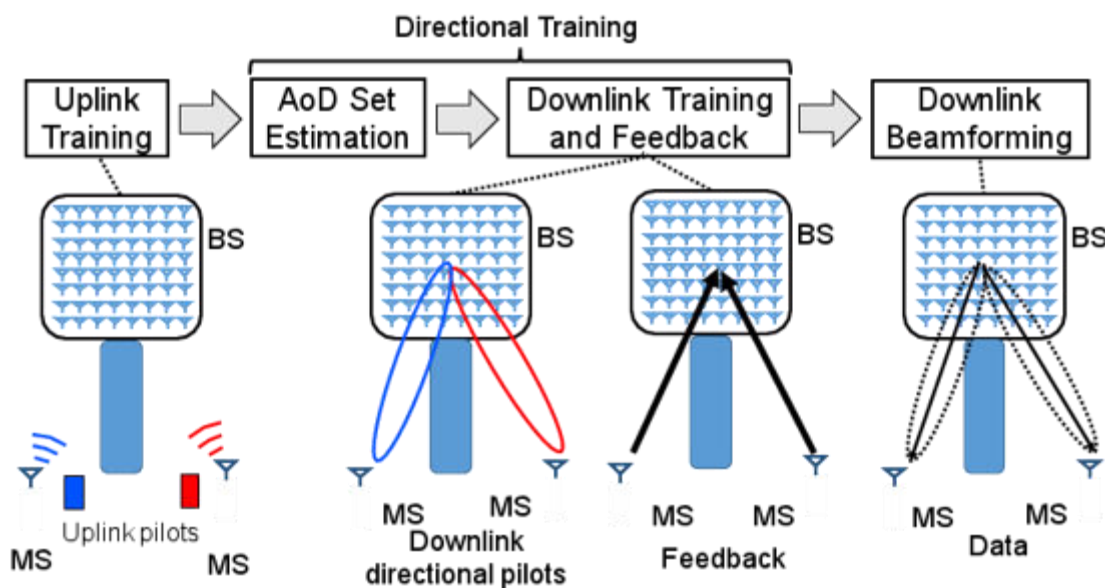 Directional Training
Uplink
Training
AoD Set
Estimation
Downlink Training
and Feedback
Downlink
Beamforming
BS
BS
BS
BS
Uplink pilots
MS
MS
MS
MS
Downlink
directional pilots
MS
MS
Feedback
MS
MS
Data